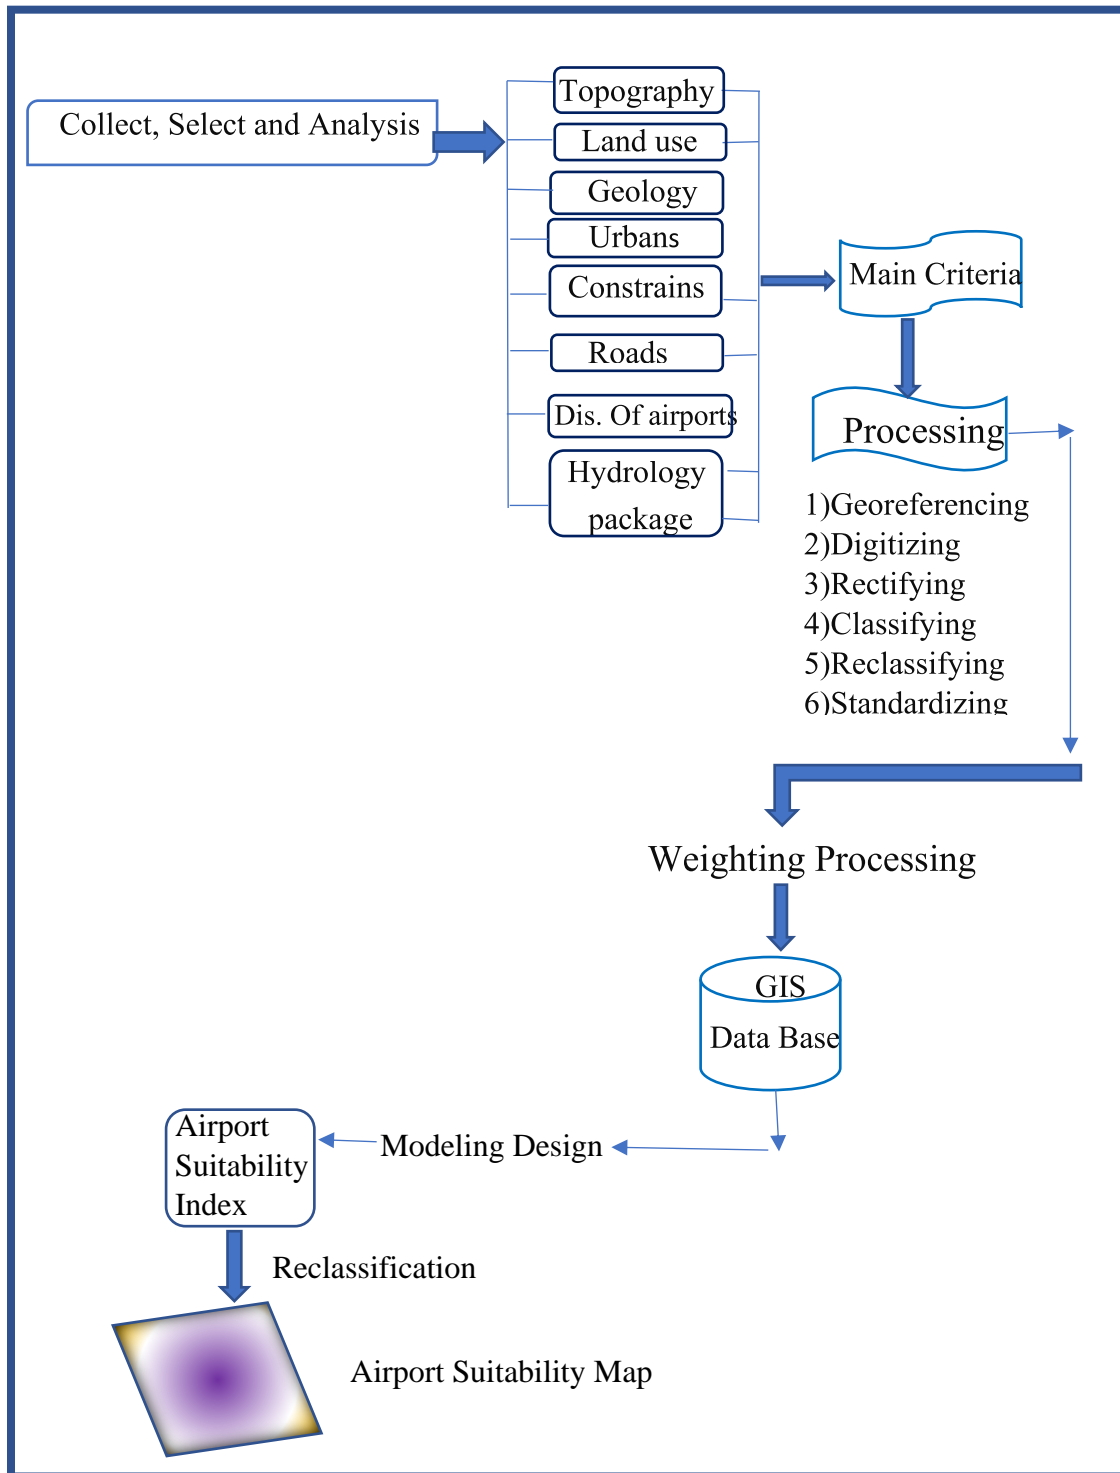 Collect, Select and Analysis
Topography
Land use
Geology
Urbans
Constrains
Roads
Dis. Of airports
Hydrology
package
Main Criteria
Processing
1)Georeferencing
2)Digitizing
3)Rectifying
4)Classifying
5)Reclassifying
6)Standardizing
Weighting Processing
GIS
Data Base
Modeling Design
Airport
Suitability
Index
Reclassification
Airport Suitability Map